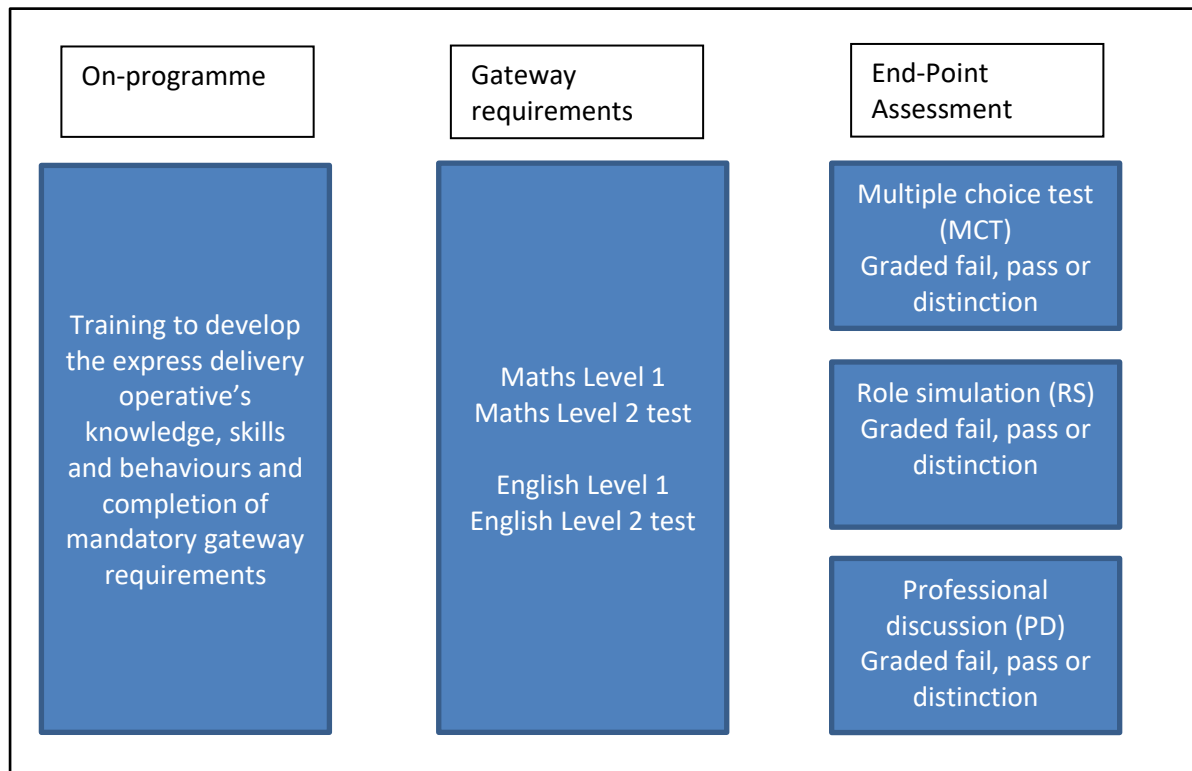 On-programme
Training to develop
the express delivery
operative’s
knowledge, skills
and behaviours and
completion of
mandatory gateway
requirements
Gateway
requirements
Maths Level 1
Maths Level 2 test
English Level 1
English Level 2 test
End-Point
Assessment
Multiple choice test
(MCT)
Graded fail, pass or
distinction
Role simulation (RS)
Graded fail, pass or
distinction
Professional
discussion (PD)
Graded fail, pass or
distinction